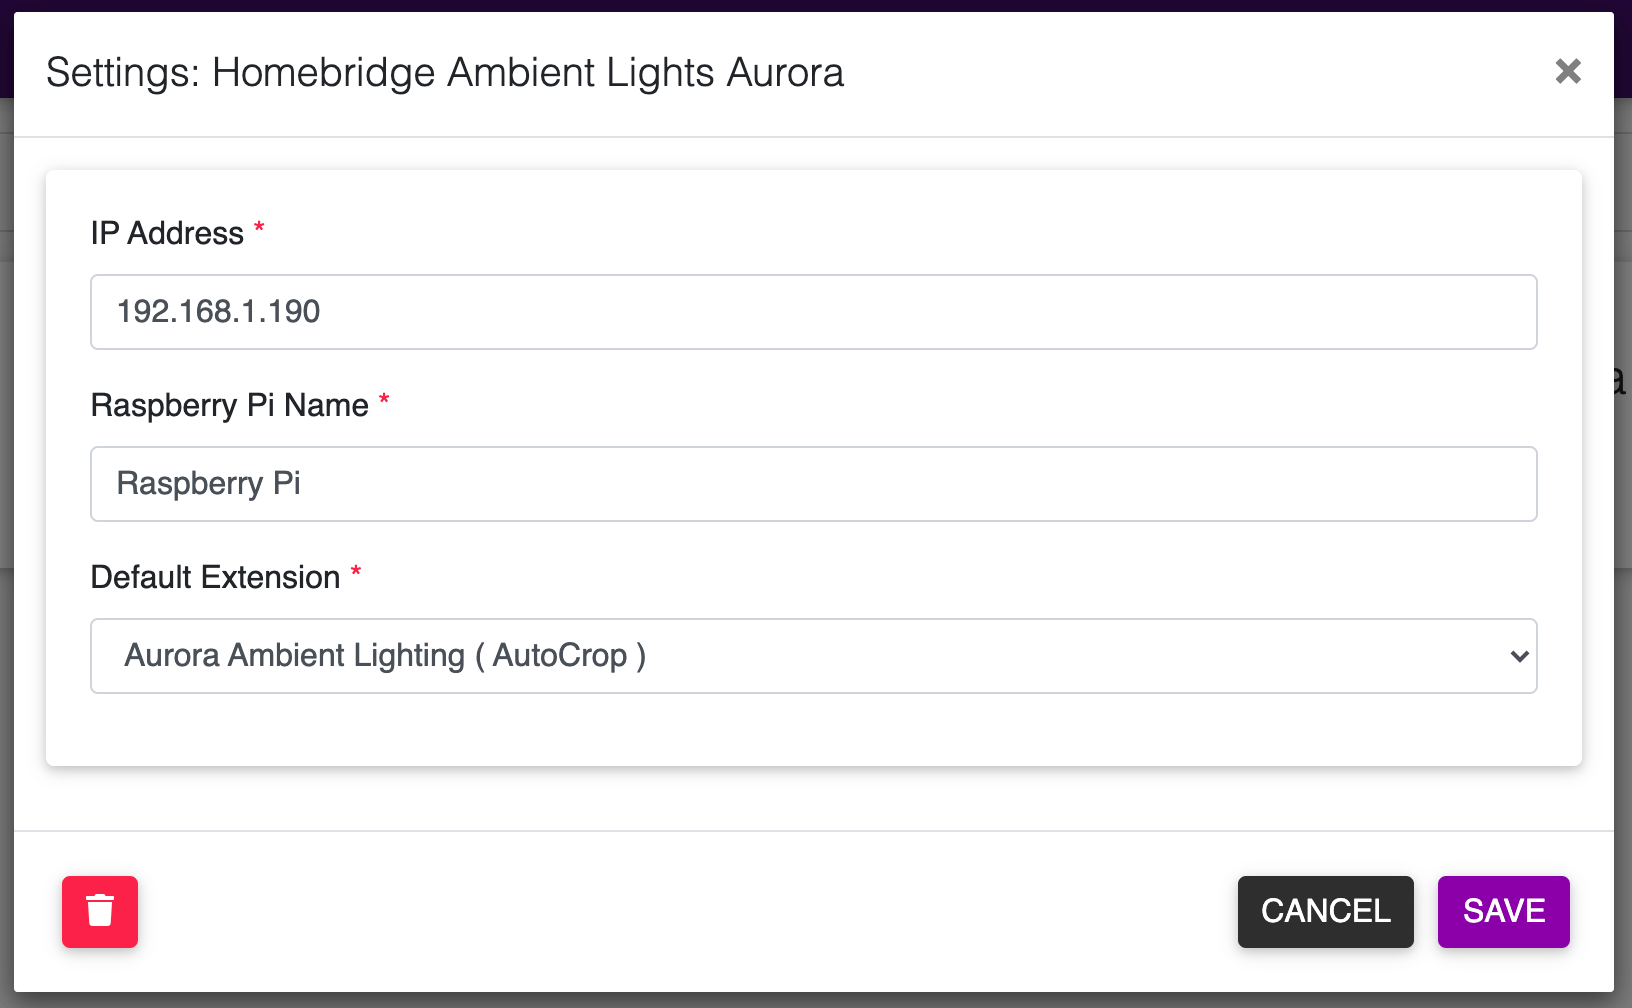 Settings: Homebridge Ambient Lights Aurora
IP Address *
192.168.1.190
Raspberry Pi Name *
Raspberry Pi
Default Extension *
Aurora Ambient Lighting ( AutoCrop )
CANCEL
SAVE